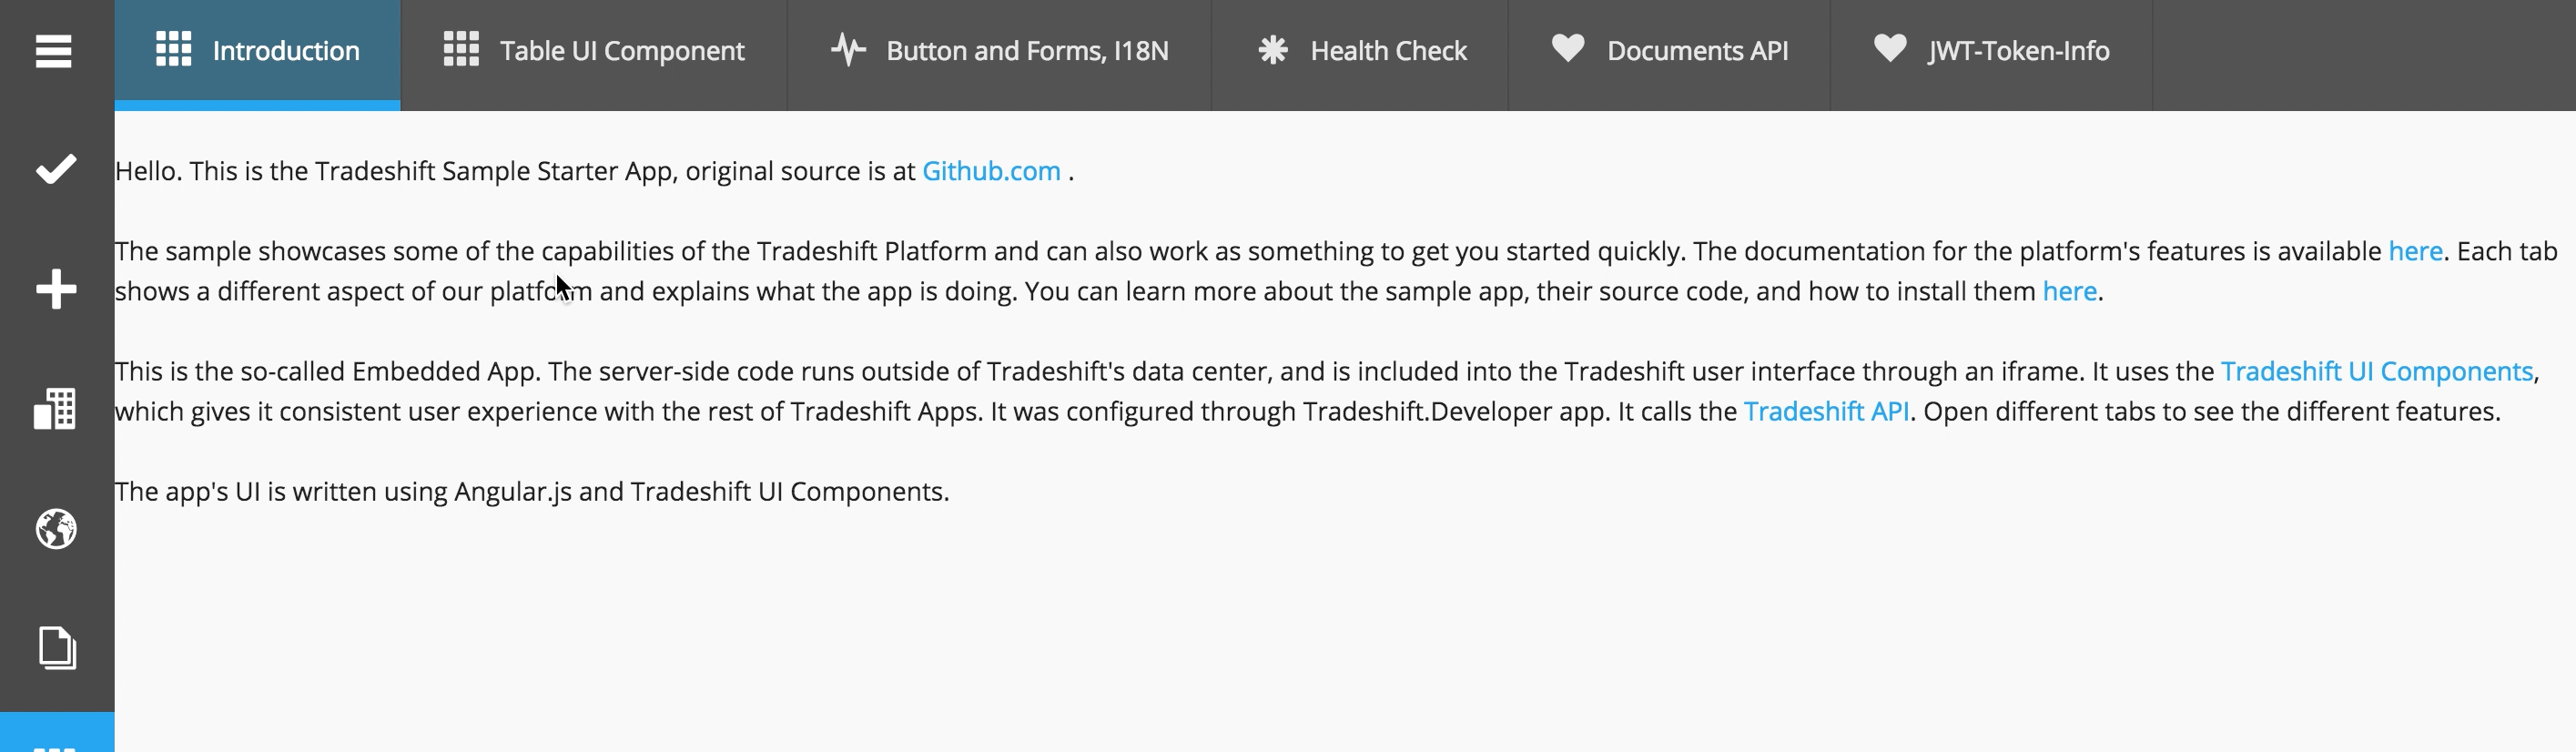 Introduction
Table UI Component
Button and Forms, I18N
Health Check
Documents API
JWT-Token-Info
Hello. This is the Tradeshift Sample Starter App, original source is at Github.com .
The sample showcases some of the capabilities of the Tradeshift Platform and can also work as something to get you started quickly. The documentation for the platform's features is available here. Each tab
shows a different aspect of our platform and explains what the app is doing. You can learn more about the sample app, their source code, and how to install them here.
This is the so-called Embedded App. The server-side code runs outside of Tradeshift's data center, and is included into the Tradeshift user interface through an iframe. It uses the Tradeshift UI Components,
which gives it consistent user experience with the rest of Tradeshift Apps. It was configured through Tradeshift.Developer app. It calls the Tradeshift API. Open different tabs to see the different features.
The app's UI is written using Angular.js and Tradeshift UI Components.